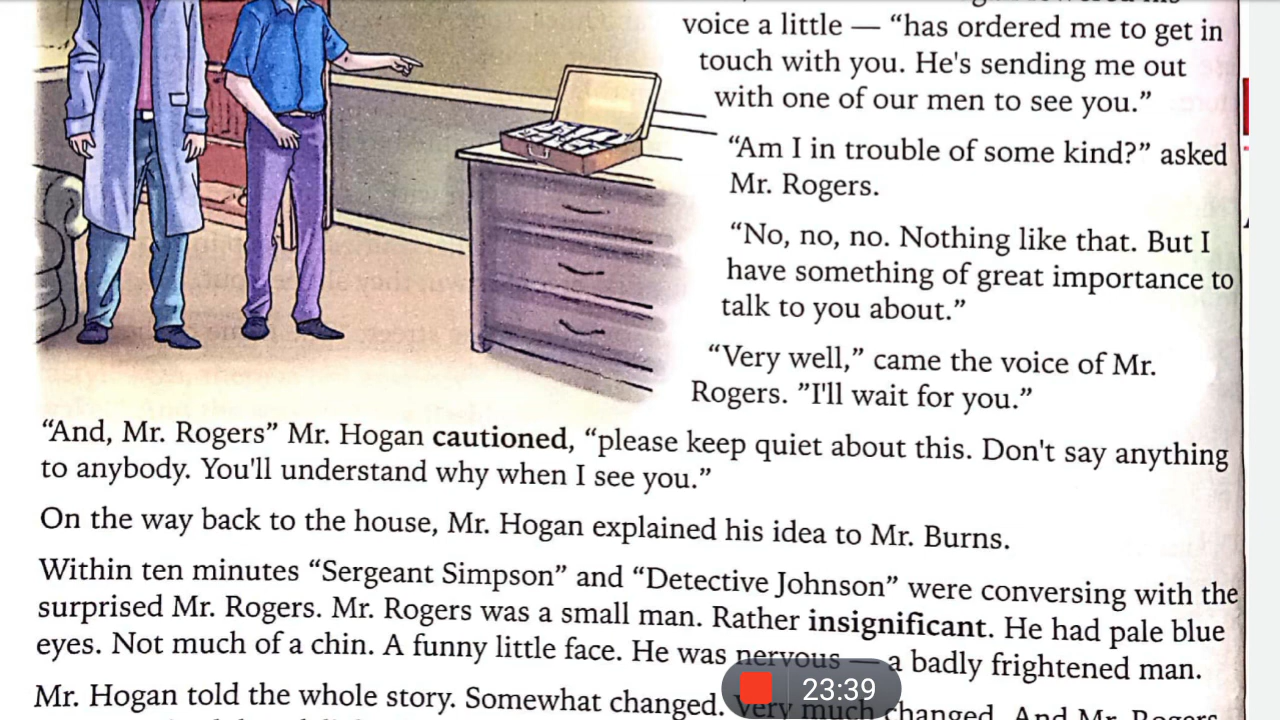 voice a little — “has ordered me to get in
touch with you. He's sending me out
with one of our men to see you.”
“Am I in trouble of some kind?” asked
Mr. Rogers.
“No, no, no. Nothing like that. But I
have something of great importance to
talk to you about.”
“Very well,” came the voice of Mr.
Rogers. ”I'll wait for you.”
“And, Mr. Rogers” Mr. Hogan cautioned, “please keep quiet about this. Don't say anything
to anybody. You'll understand why when I see you.”
On the way back to the house, Mr. Hogan explained his idea to Mr. Burns.
Within ten minutes “Sergeant Simpson” and “Detective Johnson” were conversing with the
surprised Mr. Rogers. Mr. Rogers was a small man. Rather insignificant. He had pale blue
eyes. Not much of a chin. A funny little face. He was nervous — a badly frightened man.
Mr. Hogan told the whole story. Somewhat changed. Very much changed. And Mr. Rogers
23:39